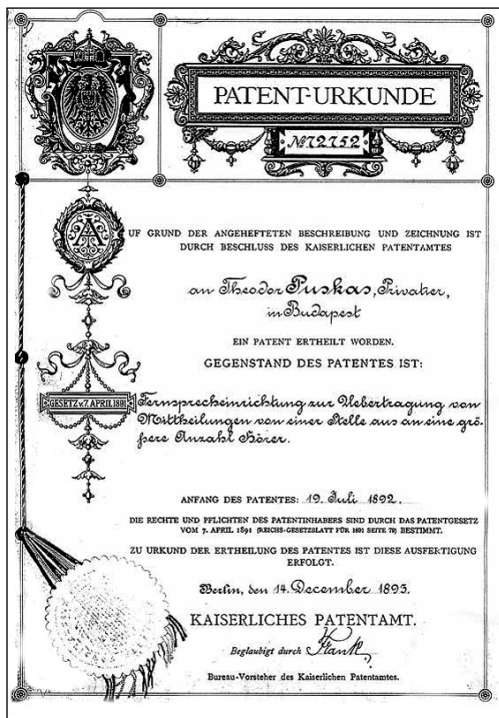 PATENT-URKUNDE
№ 72752
AUF GRUND DER ANGEHEFTETEN BESCHREIBUNG UND ZEICHNUNG IST
DURCH BESCHLUSS DES KAISERLICHEN PATENTAMTES
an Theodor Puskas, Privatier,
in Budapest
EIN PATENT ERTHEILT WORDEN.
GEGENSTAND DES PATENTES IST:
GESETZ v. 7. APRIL 1891
Fernsprecheinrichtung zur Uebertragung von
Mittheilungen von einer Stelle aus an eine grö-
ßere Anzahl Hörer.
ANFANG DES PATENTES: 19. Juli 1892.
DIE RECHTE UND PFLICHTEN DES PATENTINHABERS SIND DURCH DAS PATENTGESETZ
VOM 7. APRIL 1891 (REICHS-GESETZBLATT FÜR 1891 SEITE 79) BESTIMMT.
ZU URKUND DER ERTHEILUNG DES PATENTES IST DIESE AUSFERTIGUNG
ERFOLGT.
Berlin, den 14. December 1893.
KAISERLICHES PATENTAMT.
Beglaubigt durch Frank
Bureau-Vorsteher des Kaiserlichen Patentamtes.